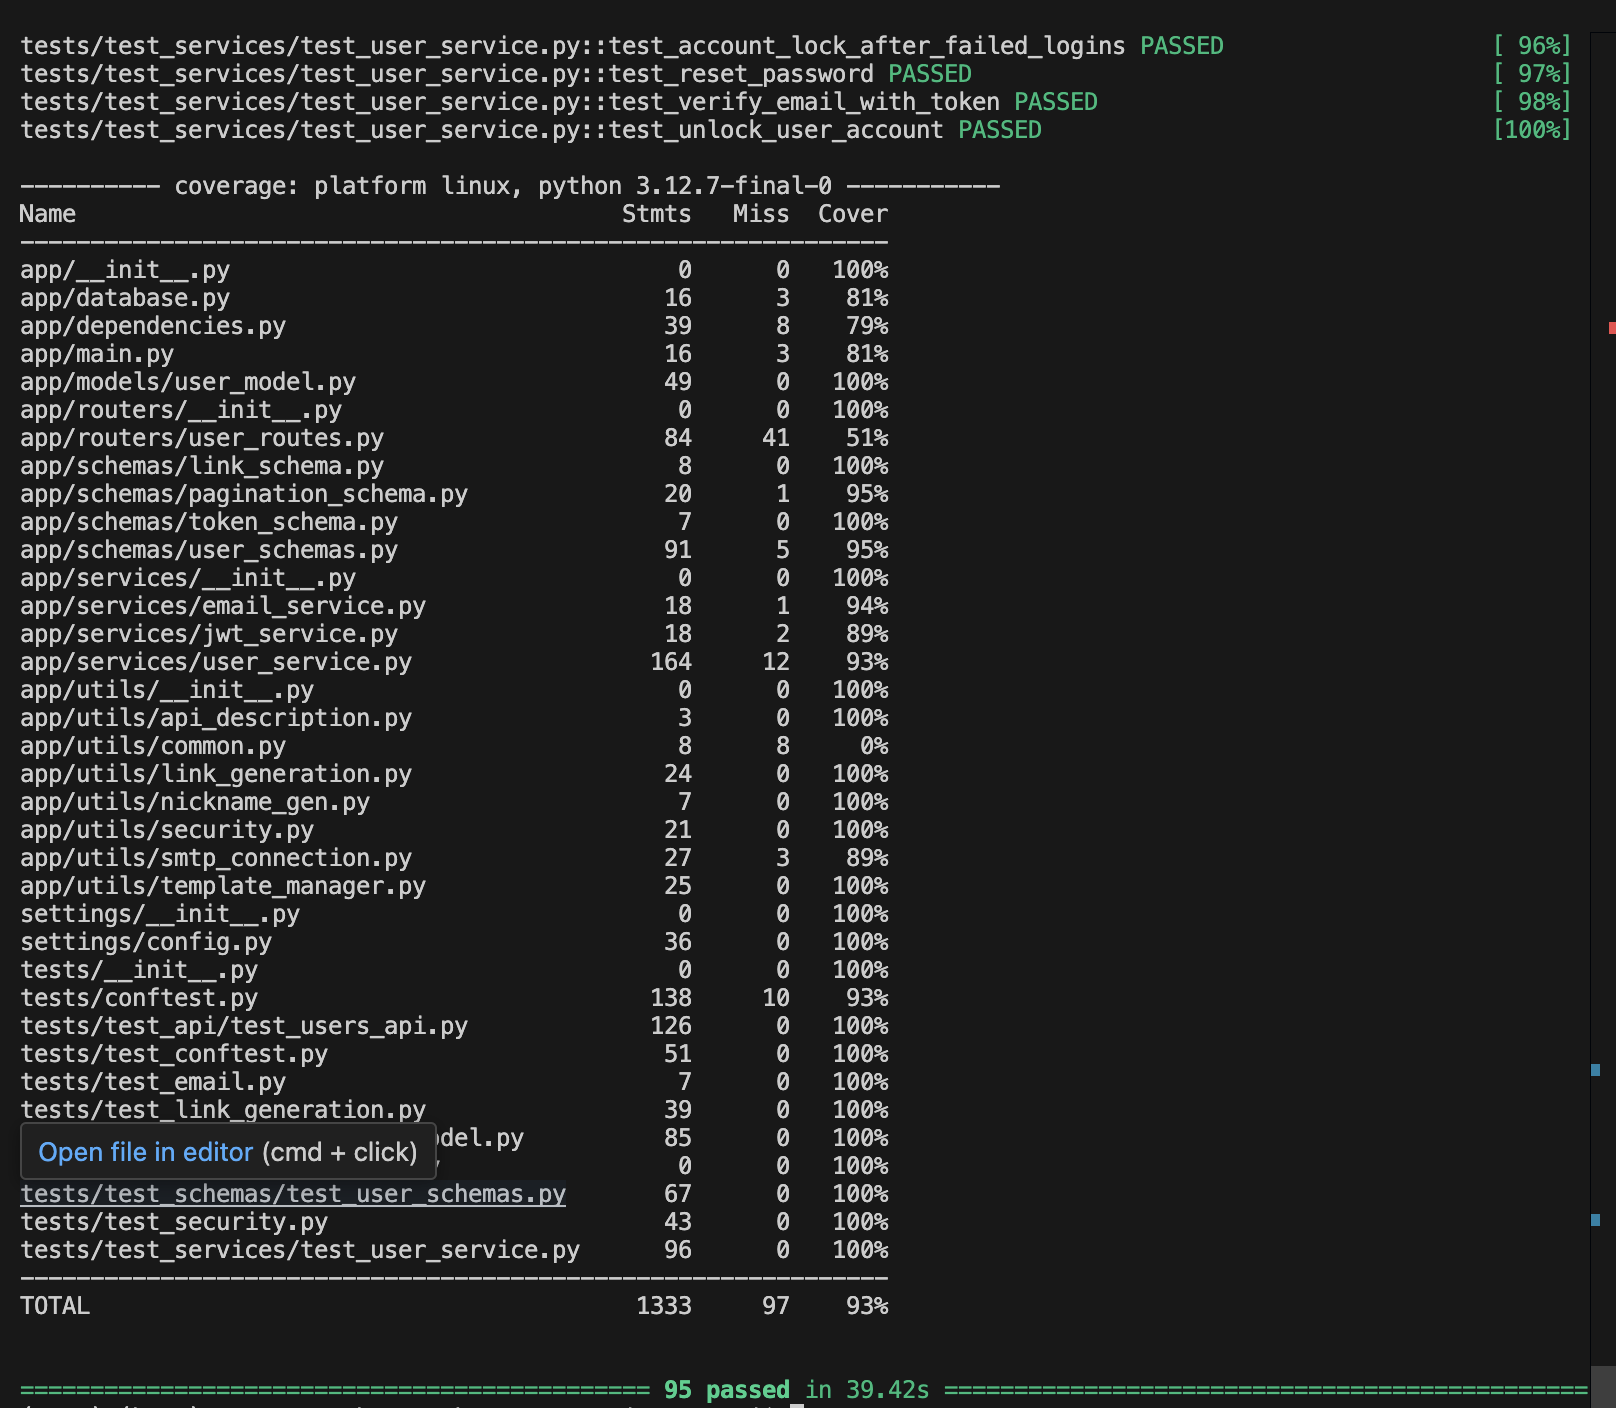 tests/test_services/test_user_service.py::test_account_lock_after_failed_logins PASSED [ 96%]
tests/test_services/test_user_service.py::test_reset_password PASSED [ 97%]
tests/test_services/test_user_service.py::test_verify_email_with_token PASSED [ 98%]
tests/test_services/test_user_service.py::test_unlock_user_account PASSED [100%]
---------- coverage: platform linux, python 3.12.7-final-0 -----------
Name Stmts Miss Cover
--------------------------------------------------------------
app/__init__.py 0 0 100%
app/database.py 16 3 81%
app/dependencies.py 39 8 79%
app/main.py 16 3 81%
app/models/user_model.py 49 0 100%
app/routers/__init__.py 0 0 100%
app/routers/user_routes.py 84 41 51%
app/schemas/link_schema.py 8 0 100%
app/schemas/pagination_schema.py 20 1 95%
app/schemas/token_schema.py 7 0 100%
app/schemas/user_schemas.py 91 5 95%
app/services/__init__.py 0 0 100%
app/services/email_service.py 18 1 94%
app/services/jwt_service.py 18 2 89%
app/services/user_service.py 164 12 93%
app/utils/__init__.py 0 0 100%
app/utils/api_description.py 3 0 100%
app/utils/common.py 8 8 0%
app/utils/link_generation.py 24 0 100%
app/utils/nickname_gen.py 7 0 100%
app/utils/security.py 21 0 100%
app/utils/smtp_connection.py 27 3 89%
app/utils/template_manager.py 25 0 100%
settings/__init__.py 0 0 100%
settings/config.py 36 0 100%
tests/__init__.py 0 0 100%
tests/conftest.py 138 10 93%
tests/test_api/test_users_api.py 126 0 100%
tests/test_conftest.py 51 0 100%
tests/test_email.py 7 0 100%
tests/test_link_generation.py 39 0 100%
odel.py 85 0 100%
Open file in editor (cmd + click)
0 0 100%
tests/test_schemas/test_user_schemas.py 67 0 100%
tests/test_security.py 43 0 100%
tests/test_services/test_user_service.py 96 0 100%
--------------------------------------------------------------
TOTAL 1333 97 93%
============================================= 95 passed in 39.42s ==============================================